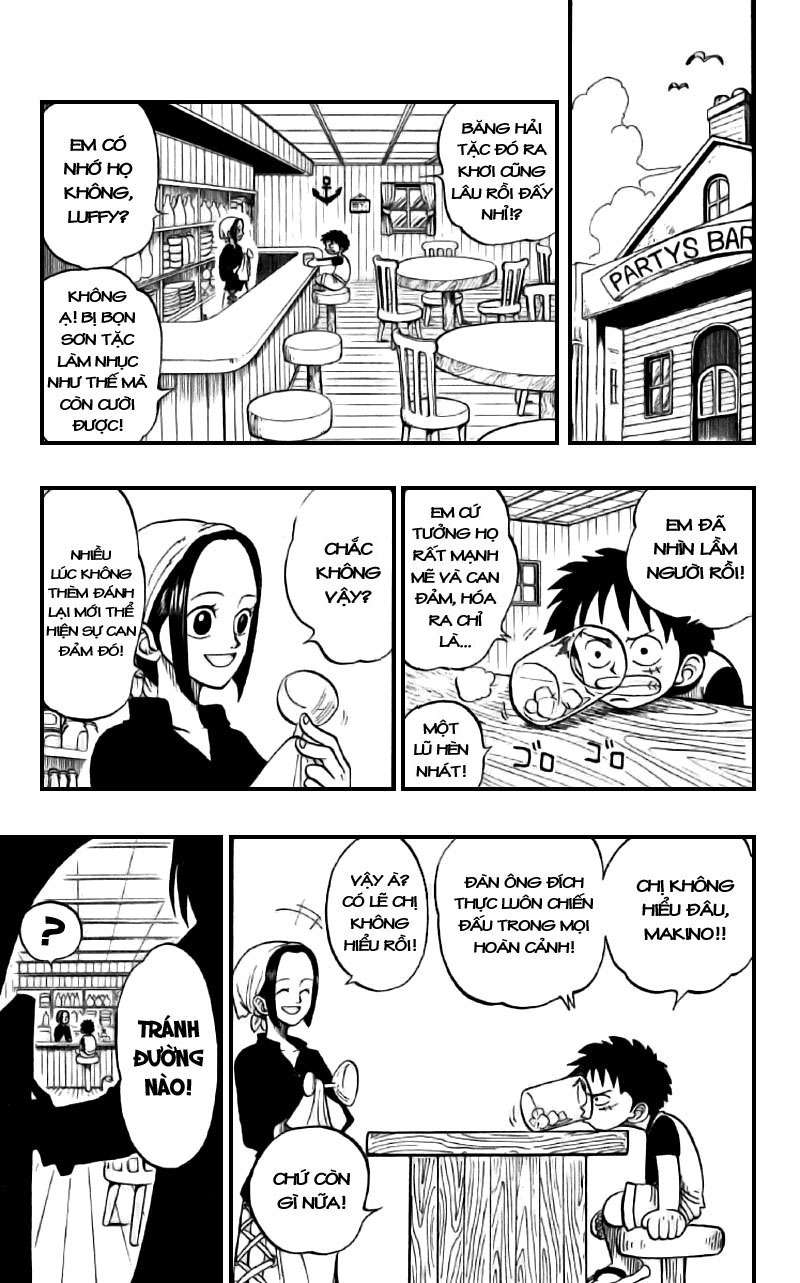 PARTYS BAR
BĂNG HẢI
TẶC ĐÓ RA
KHƠI CŨNG
LÂU RỒI ĐẤY
NHỈ!?
EM CÓ
NHỚ HỌ
KHÔNG,
LUFFY?
KHÔNG
Ạ! BỊ BỌN
SƠN TẶC
LÀM NHỤC
NHƯ THẾ MÀ
CÒN CƯỜI
ĐƯỢC!
EM ĐÃ
NHÌN LẦM
NGƯỜI RỒI!
EM CỨ
TƯỞNG HỌ
RẤT MẠNH
MẼ VÀ CAN
ĐẢM, HÓA
RA CHỈ
LÀ...
MỘT
LŨ HÈN
NHÁT!
ゴロ
ゴロ
CHẮC
KHÔNG
VẬY?
NHIỀU
LÚC KHÔNG
THÈM ĐÁNH
LẠI MỚI THỂ
HIỆN SỰ CAN
ĐẢM ĐÓ!
CHỊ KHÔNG
HIỂU ĐÂU,
MAKINO!!
ĐÀN ÔNG ĐÍCH
THỰC LUÔN CHIẾN
ĐẤU TRONG MỌI
HOÀN CẢNH!
VẬY À?
CÓ LẼ CHỊ
KHÔNG
HIỂU RỒI!
CHỨ CÒN
GÌ NỮA!
?
TRÁNH
ĐƯỜNG
NÀO!